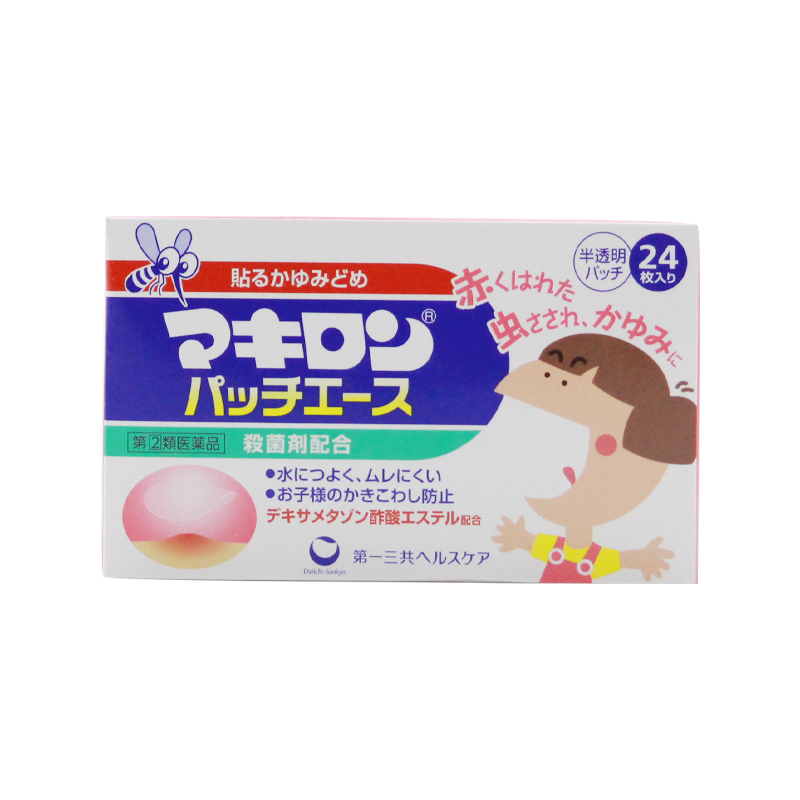 貼るかゆみどめ
マキロン®
パッチエース
指②類医薬品
殺菌剤配合
半透明
パッチ
24
枚入り
赤くはれた
虫さされ、かゆみに
●水につよく、ムレにくい
●お子様のかきこわし防止
デキサメタゾン酢酸エステル配合
Daiichi-Sankyo
第一三共ヘルスケア